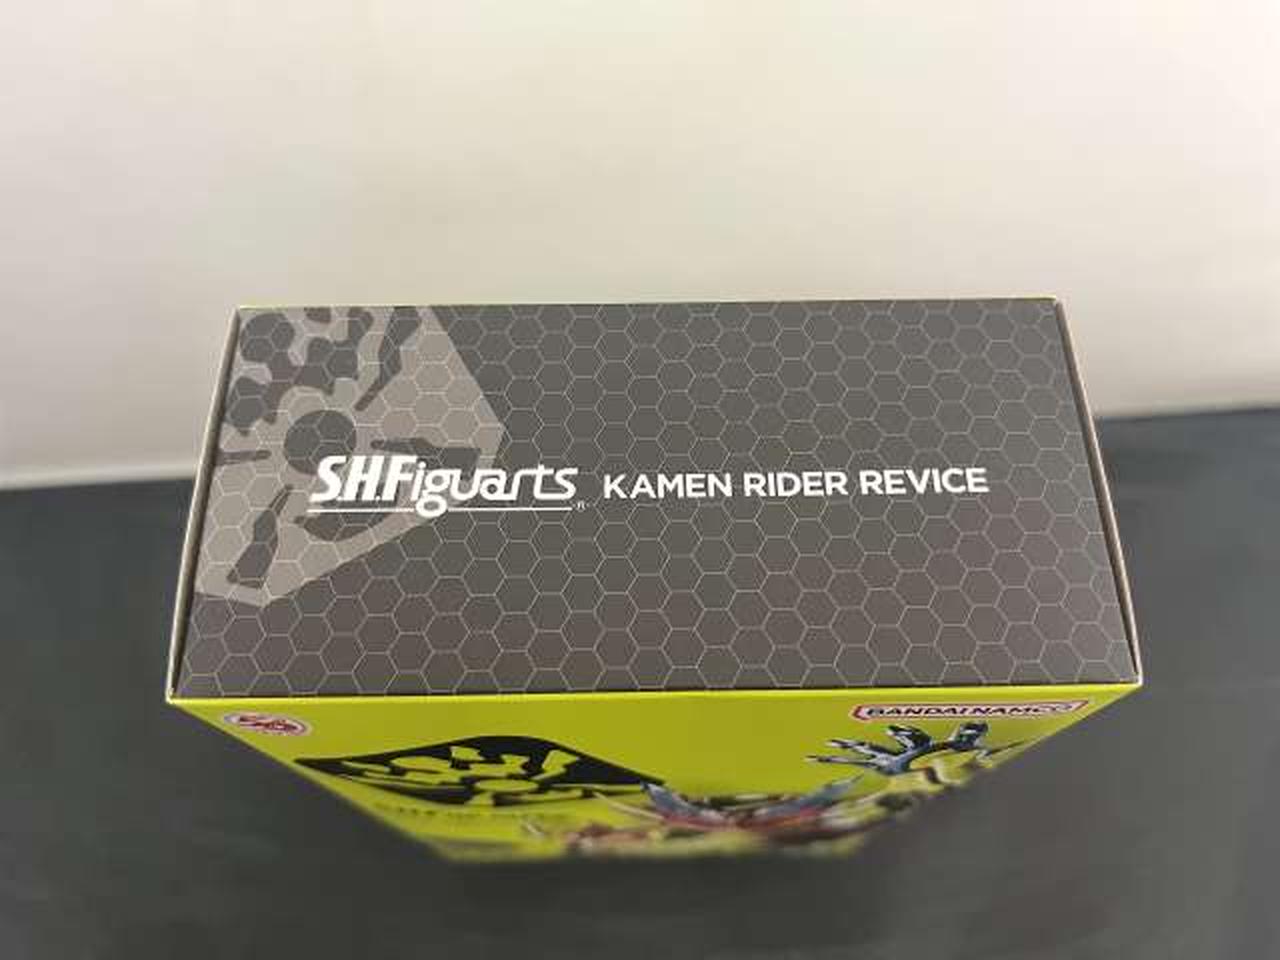 S.H.Figuarts® KAMEN RIDER REVICE
BANDAI NAMCO